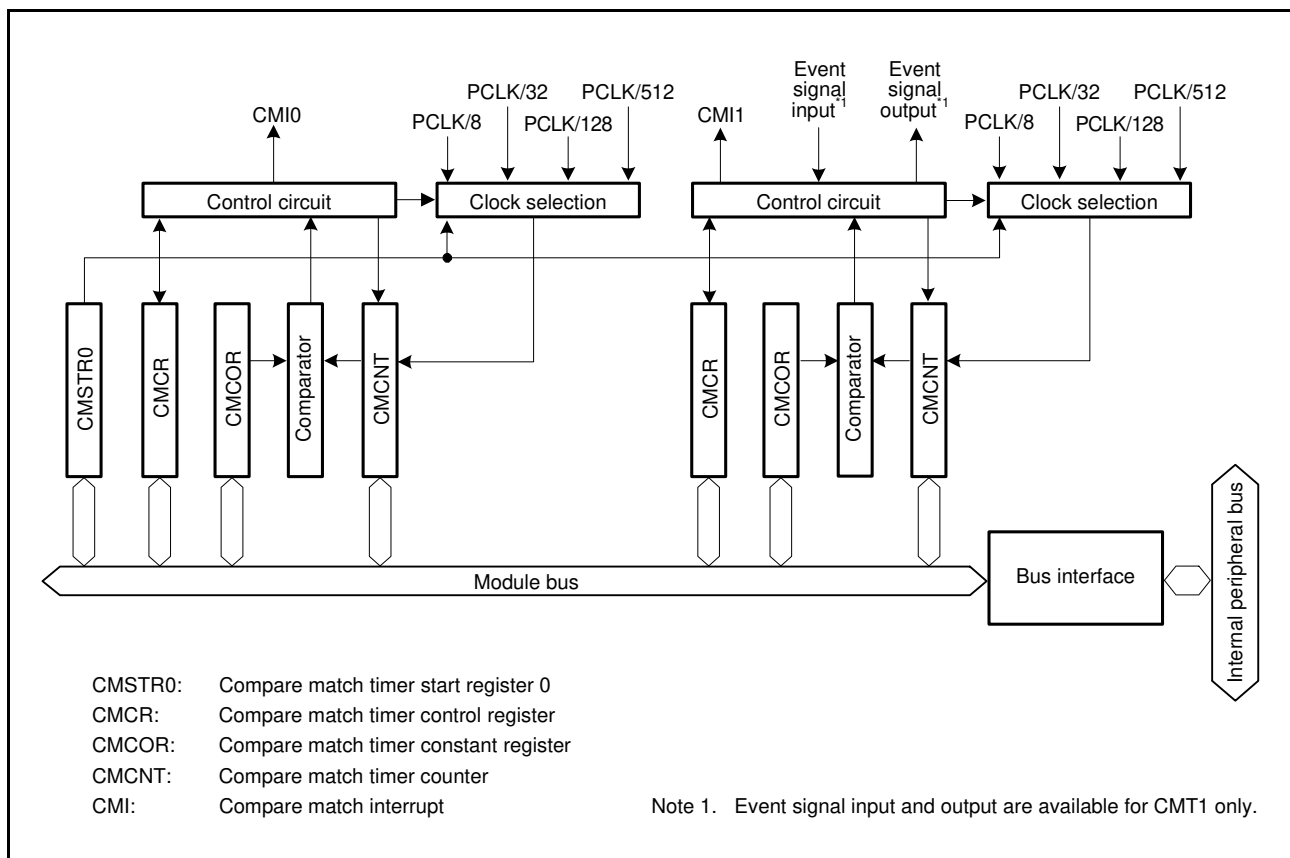 CMI0
PCLK/8
PCLK/32
PCLK/128
PCLK/512
CMI1
Event
signal
input*1
Event
signal
output*1
PCLK/8
PCLK/32
PCLK/128
PCLK/512
Control circuit
Clock selection
Control circuit
Clock selection
CMSTR0
CMCR
CMCOR
Comparator
CMCNT
CMCR
CMCOR
Comparator
CMCNT
Module bus
Bus interface
Internal peripheral bus
CMSTR0: Compare match timer start register 0
CMCR: Compare match timer control register
CMCOR: Compare match timer constant register
CMCNT: Compare match timer counter
CMI: Compare match interrupt
Note 1. Event signal input and output are available for CMT1 only.